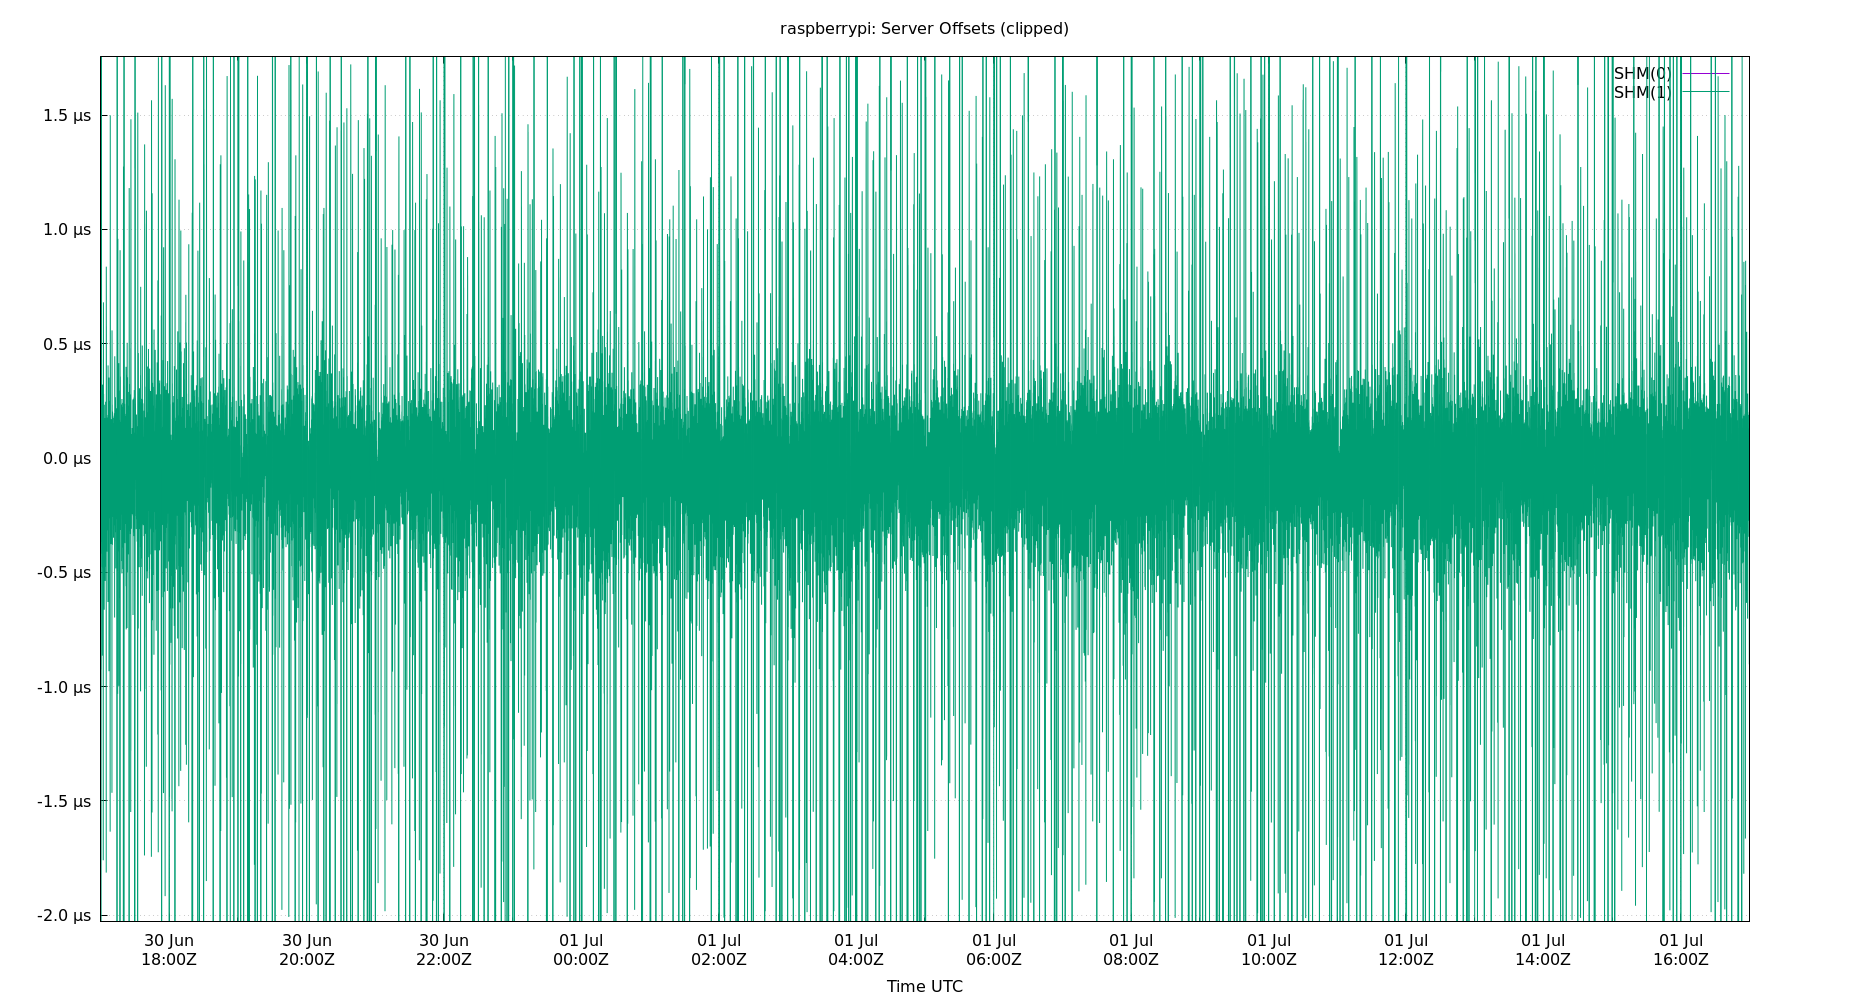 raspberrypi: Server Offsets (clipped)
SHM(0)
SHM(1)
1.5 µs
1.0 µs
0.5 µs
0.0 µs
-0.5 µs
-1.0 µs
-1.5 µs
-2.0 µs
30 Jun 30 Jun 30 Jun 01 Jul 01 Jul 01 Jul 01 Jul 01 Jul 01 Jul 01 Jul 01 Jul 01 Jul
18:00Z 20:00Z 22:00Z 00:00Z 02:00Z 04:00Z 06:00Z 08:00Z 10:00Z 12:00Z 14:00Z 16:00Z
Time UTC